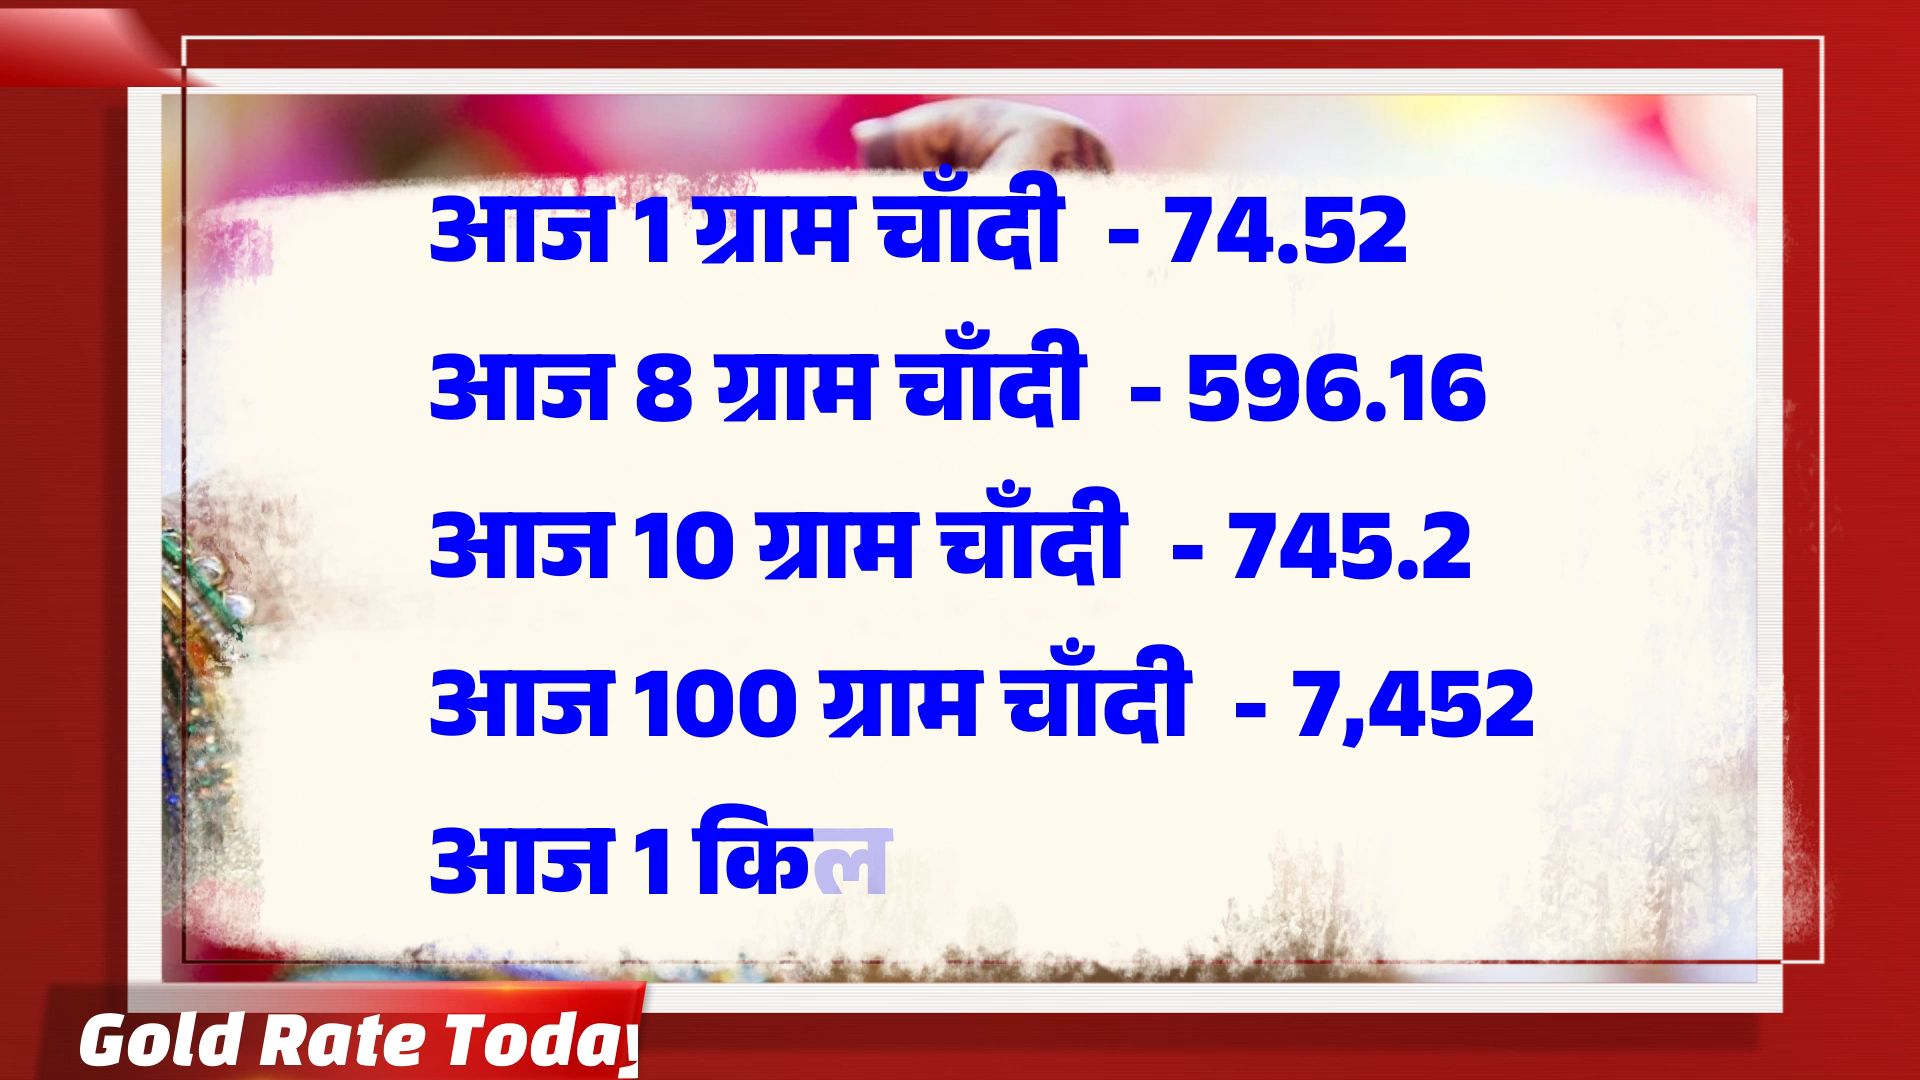 आज 1 ग्राम चाँदी - 74.52
आज 8 ग्राम चाँदी - 596.16
आज 10 ग्राम चाँदी - 745.2
आज 100 ग्राम चाँदी - 7,452
आज 1 किल
Gold Rate Today